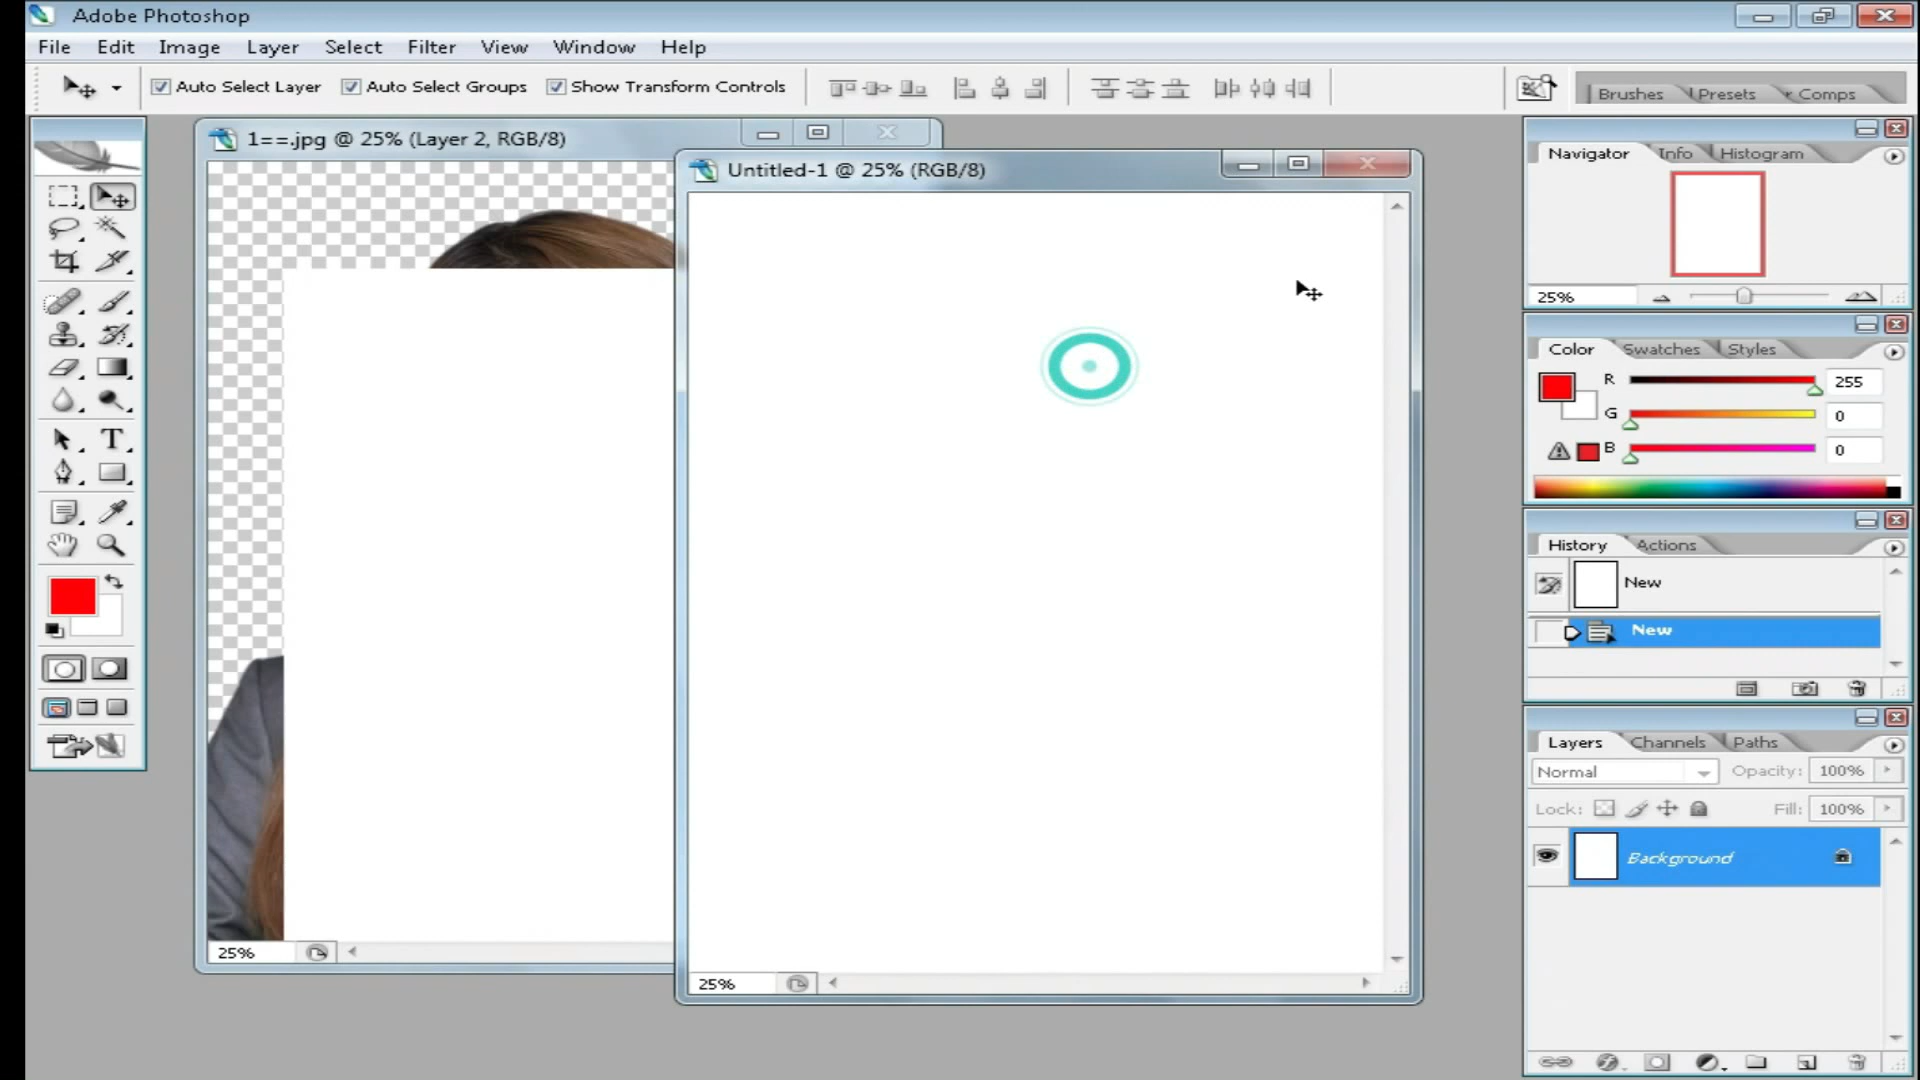 Adobe Photoshop
File Edit Image Layer Select Filter View Window Help
Auto Select Layer Auto Select Groups Show Transform Controls
Brushes Presets Comps
1==.jpg @ 25% (Layer 2, RGB/8)
Untitled-1 @ 25% (RGB/8)
Navigator Info Histogram
25%
Color Swatches Styles
R 255
G 0
B 0
History Actions
New
New
Layers Channels Paths
Normal Opacity: 100%
Lock: Fill: 100%
Background
T
25%
25%